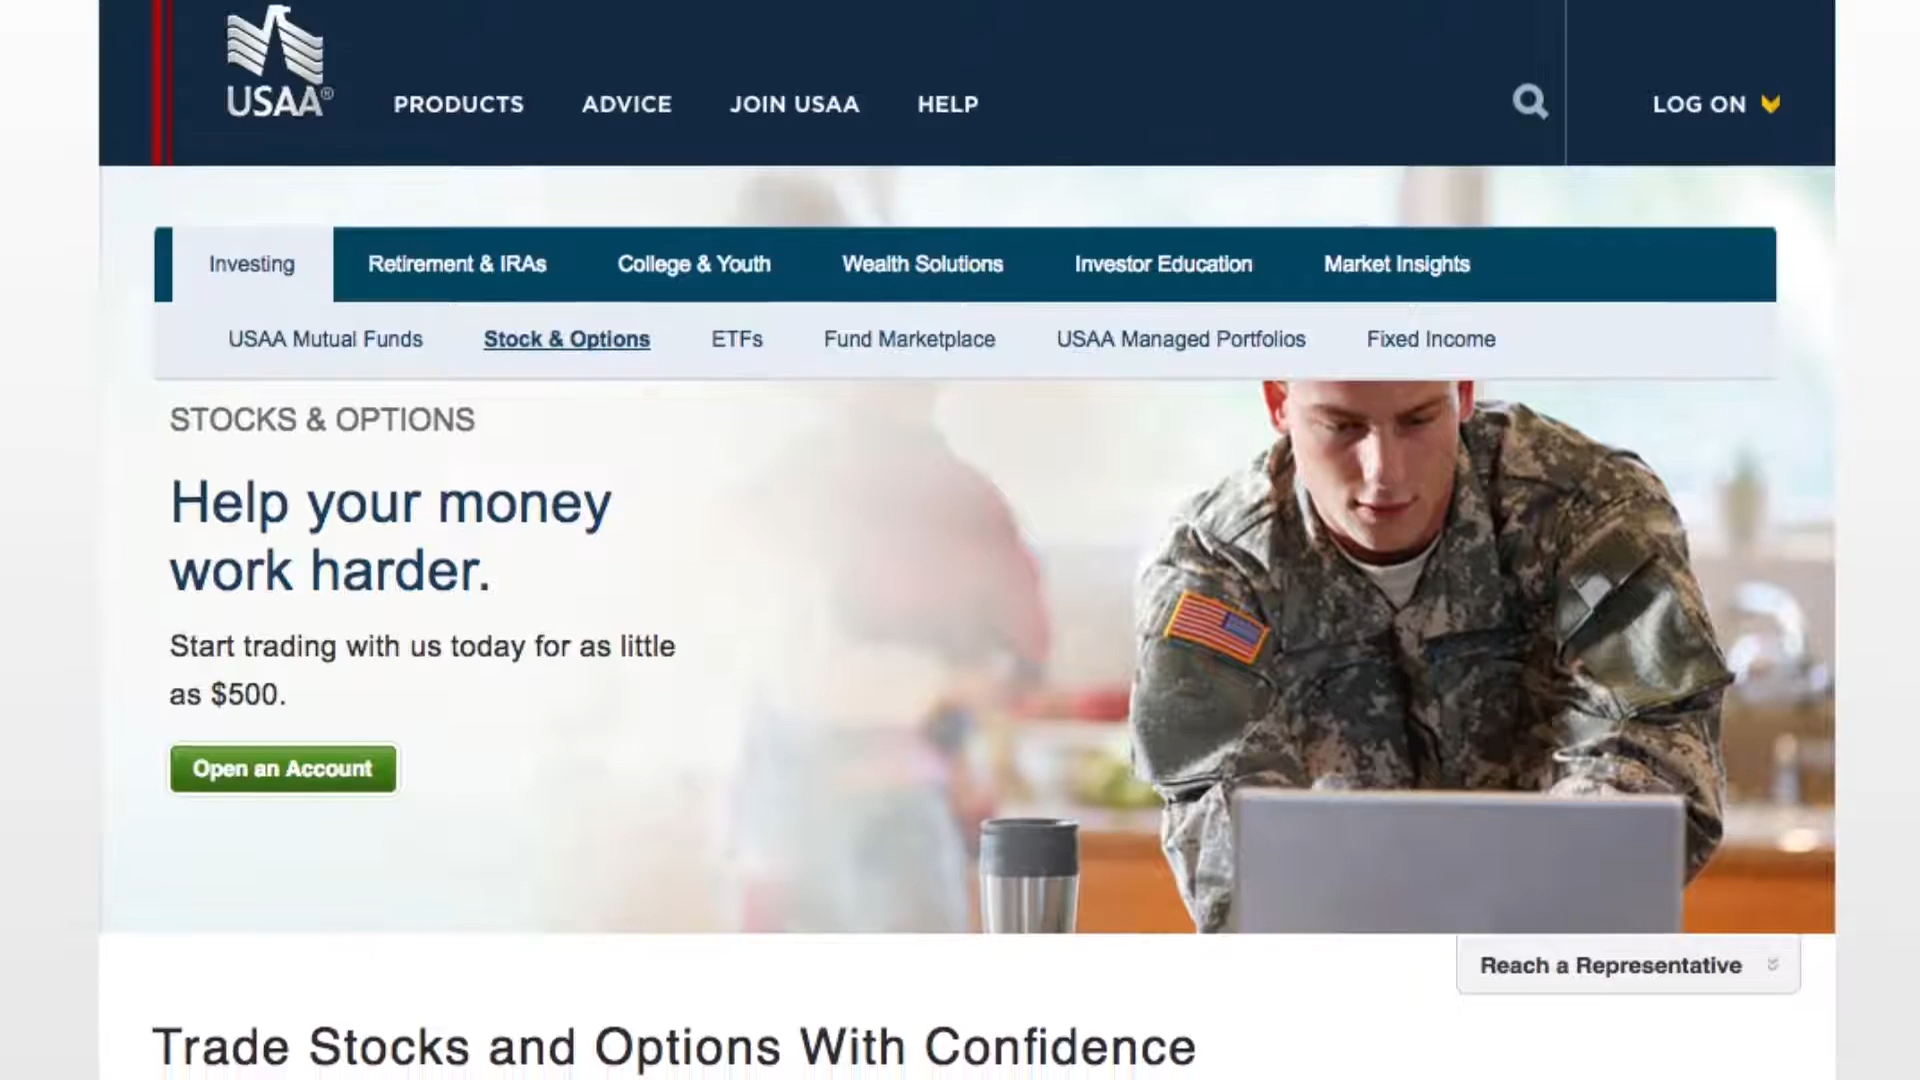 USAA®
PRODUCTS ADVICE JOIN USAA HELP LOG ON
Investing Retirement & IRAs College & Youth Wealth Solutions Investor Education Market Insights
USAA Mutual Funds Stock & Options ETFs Fund Marketplace USAA Managed Portfolios Fixed Income
STOCKS & OPTIONS
Help your money
work harder.
Start trading with us today for as little
as $500.
Open an Account
Reach a Representative
Trade Stocks and Options With Confidence